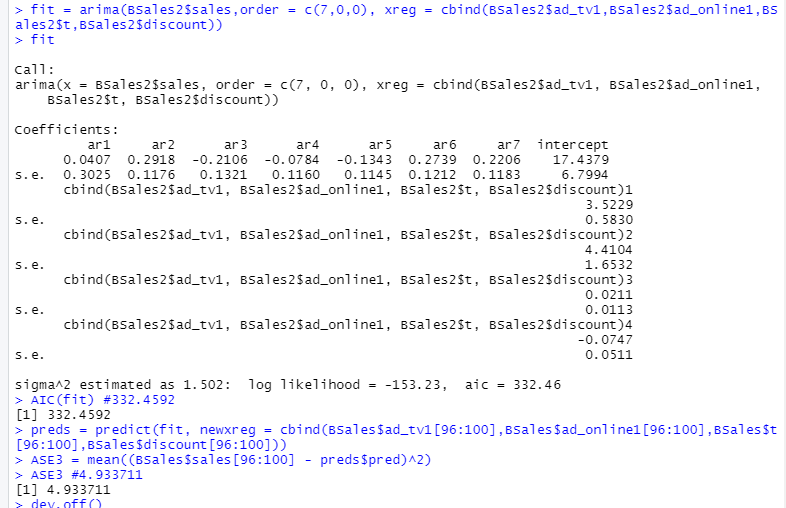 > fit = arima(BSales2$sales,order = c(7,0,0), xreg = cbind(BSales2$ad_tv1,BSales2$ad_online1,BS
ales2$t,BSales2$discount))
> fit
Call:
arima(x = BSales2$sales, order = c(7, 0, 0), xreg = cbind(BSales2$ad_tv1, BSales2$ad_online1,
    BSales2$t, BSales2$discount))
Coefficients:
         ar1     ar2      ar3      ar4      ar5     ar6     ar7  intercept
      0.0407  0.2918  -0.2106  -0.0784  -0.1343  0.2739  0.2206    17.4379
s.e.  0.3025  0.1176   0.1321   0.1160   0.1145  0.1212  0.1183     6.7994
      cbind(BSales2$ad_tv1, BSales2$ad_online1, BSales2$t, BSales2$discount)1
                                                                       3.5229
s.e.                                                                   0.5830
      cbind(BSales2$ad_tv1, BSales2$ad_online1, BSales2$t, BSales2$discount)2
                                                                       4.4104
s.e.                                                                   1.6532
      cbind(BSales2$ad_tv1, BSales2$ad_online1, BSales2$t, BSales2$discount)3
                                                                       0.0211
s.e.                                                                   0.0113
      cbind(BSales2$ad_tv1, BSales2$ad_online1, BSales2$t, BSales2$discount)4
                                                                      -0.0747
s.e.                                                                   0.0511
sigma^2 estimated as 1.502:  log likelihood = -153.23,  aic = 332.46
> AIC(fit) #332.4592
[1] 332.4592
> preds = predict(fit, newxreg = cbind(BSales$ad_tv1[96:100],BSales$ad_online1[96:100],BSales$t
[96:100],BSales$discount[96:100]))
> ASE3 = mean((BSales$sales[96:100] - preds$pred)^2)
> ASE3 #4.933711
[1] 4.933711
> dev.off()